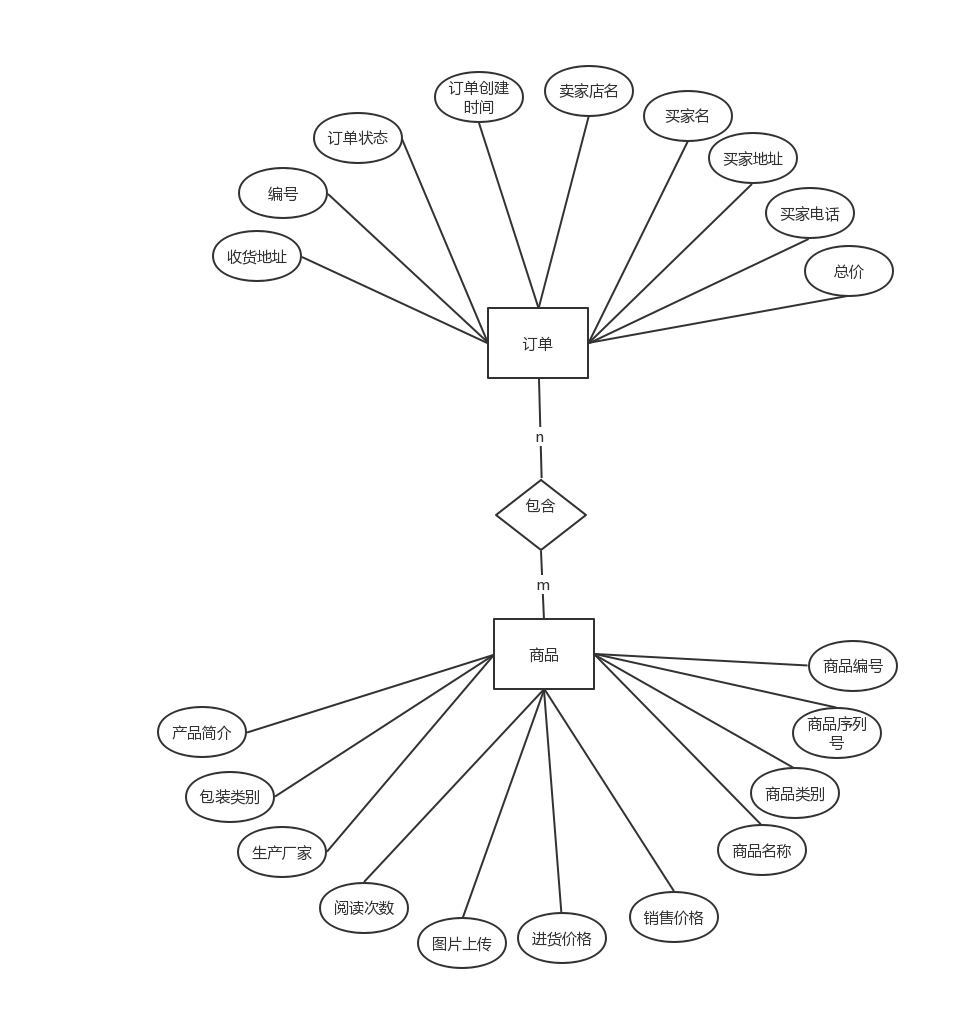 订单创建
时间
卖家店名
买家名
订单状态
买家地址
编号
买家电话
收货地址
总价
订单
n
包含
m
商品
商品编号
产品简介
商品序列
号
包装类别
商品类别
生产厂家
商品名称
阅读次数
图片上传
进货价格
销售价格